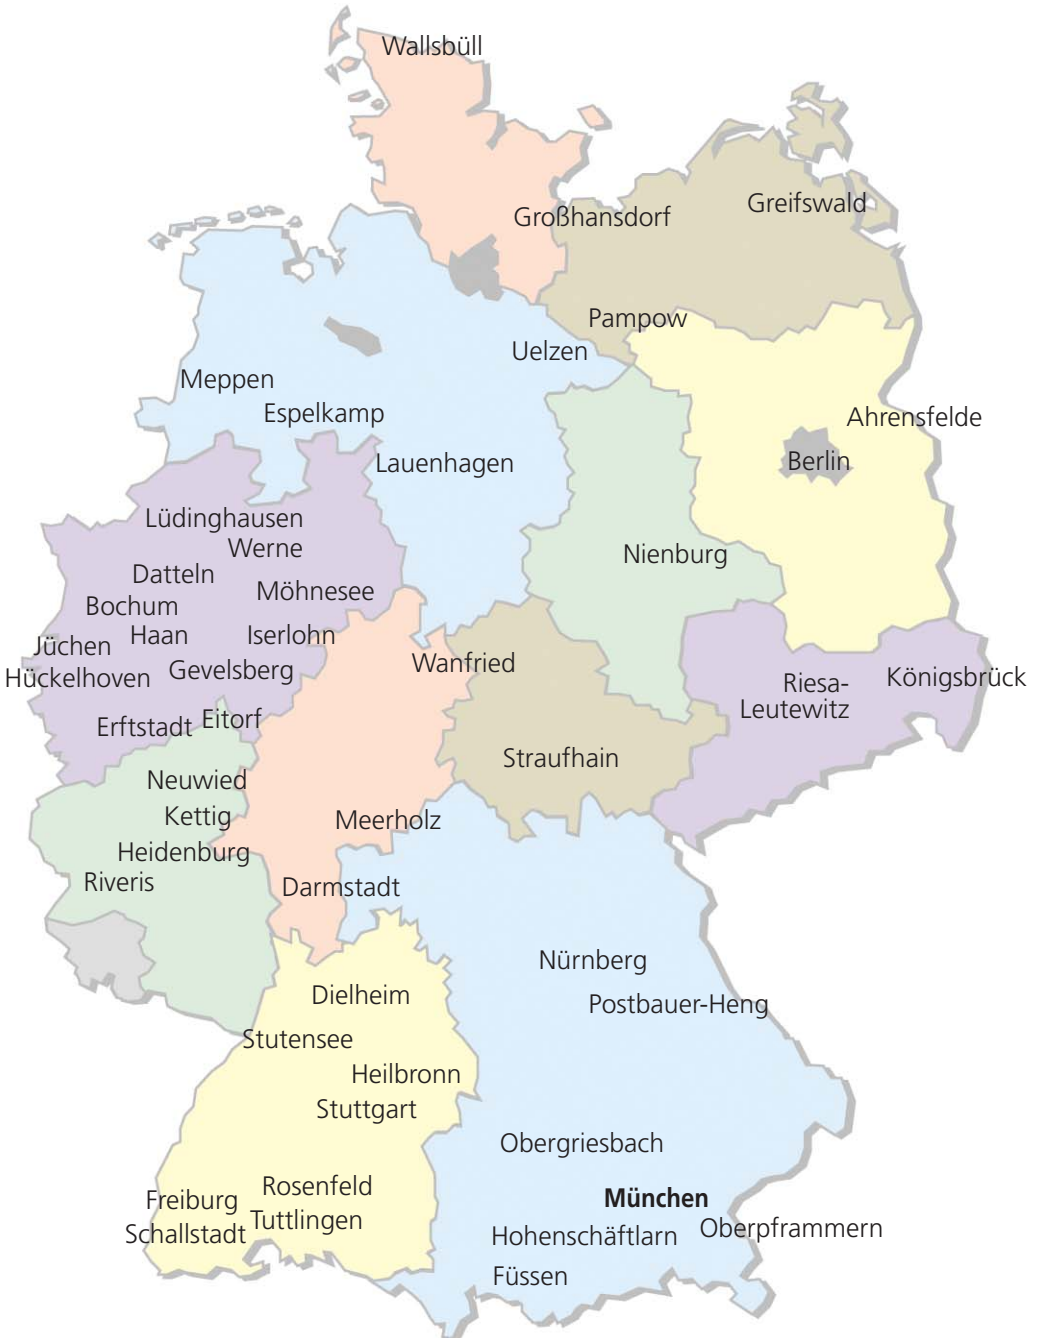 Wallsbüll
Großhansdorf
Greifswald
Pampow
Uelzen
Meppen
Espelkamp
Ahrensfelde
Lauenhagen
Berlin
Lüdinghausen
Werne
Nienburg
Datteln
Möhnesee
Bochum
Haan
Iserlohn
Jüchen
Wanfried
Gevelsberg
Hückelhoven
Königsbrück
Riesa-
Leutewitz
Eitorf
Erftstadt
Straufhain
Neuwied
Kettig
Meerholz
Heidenburg
Riveris
Darmstadt
Nürnberg
Dielheim
Postbauer-Heng
Stutensee
Heilbronn
Stuttgart
Obergriesbach
Rosenfeld
Freiburg
München
Tuttlingen
Oberpframmern
Schallstadt
Hohenschäftlarn
Füssen